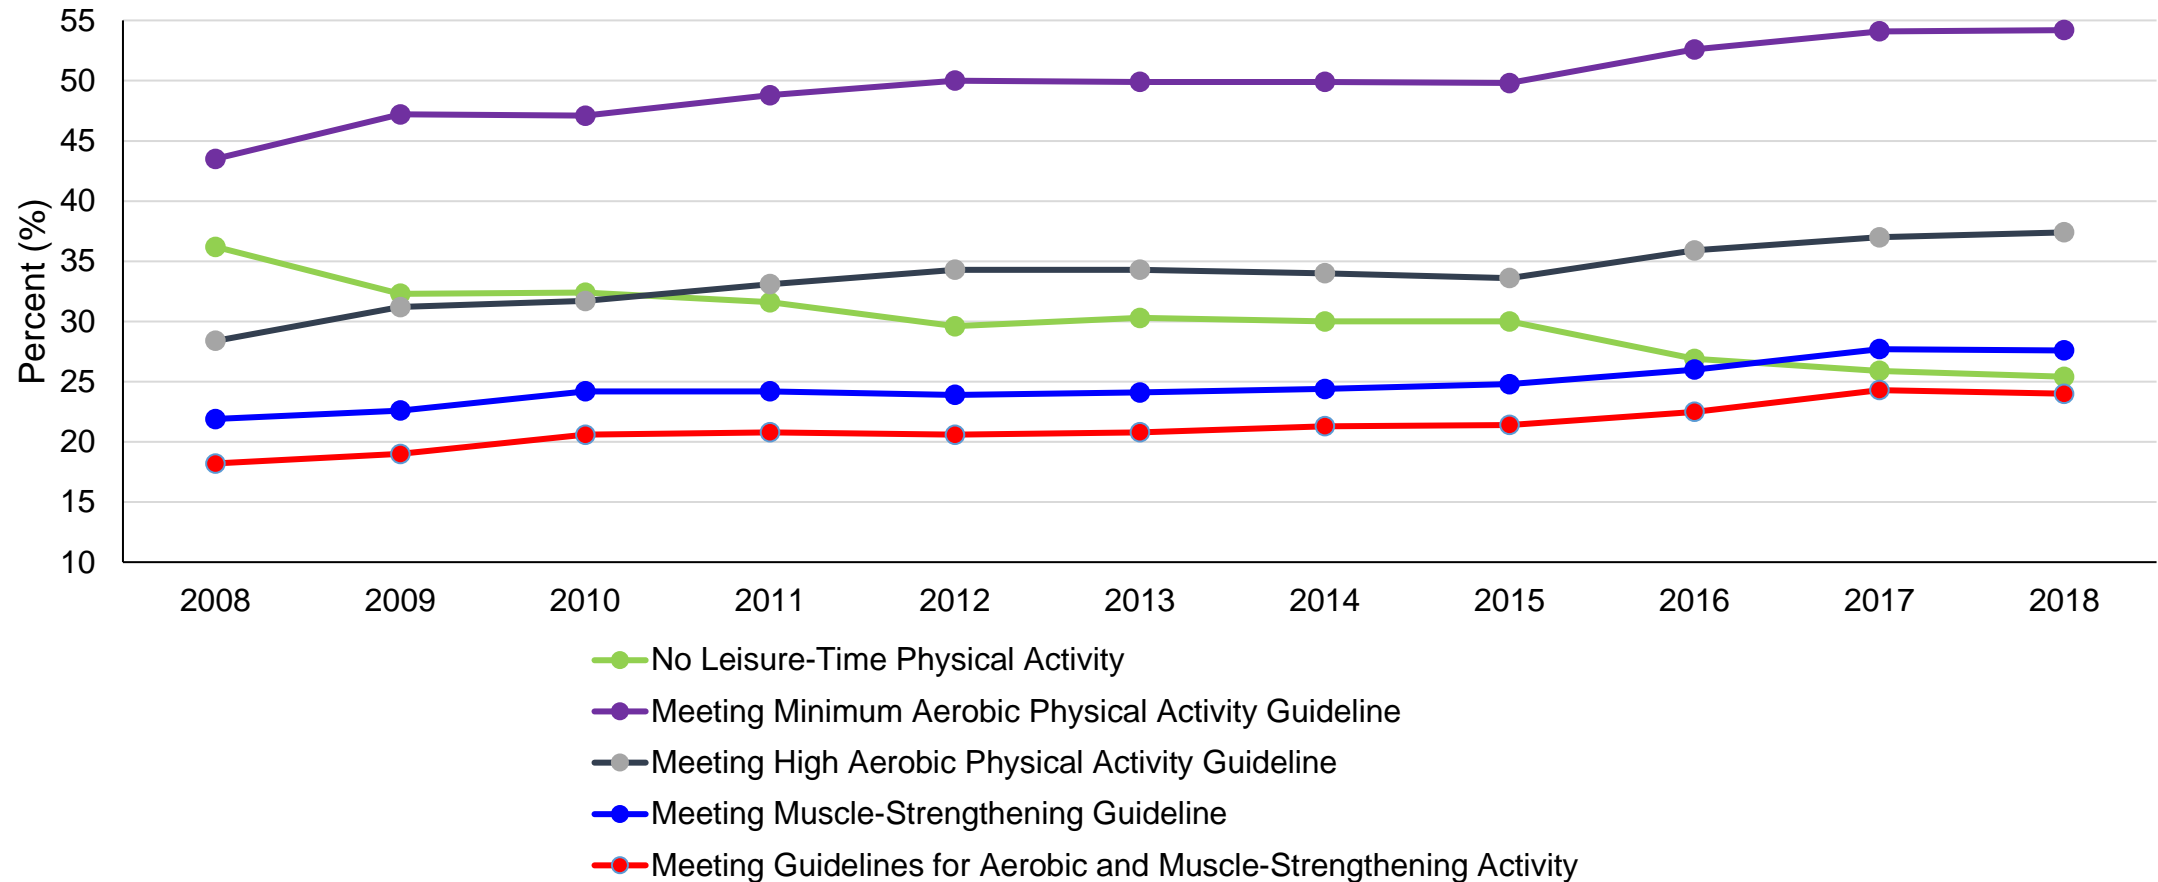 55
50
45
40
35
30
25
20
15
10
Percent (%)
2008 2009 2010 2011 2012 2013 2014 2015 2016 2017 2018
No Leisure-Time Physical Activity
Meeting Minimum Aerobic Physical Activity Guideline
Meeting High Aerobic Physical Activity Guideline
Meeting Muscle-Strengthening Guideline
Meeting Guidelines for Aerobic and Muscle-Strengthening Activity